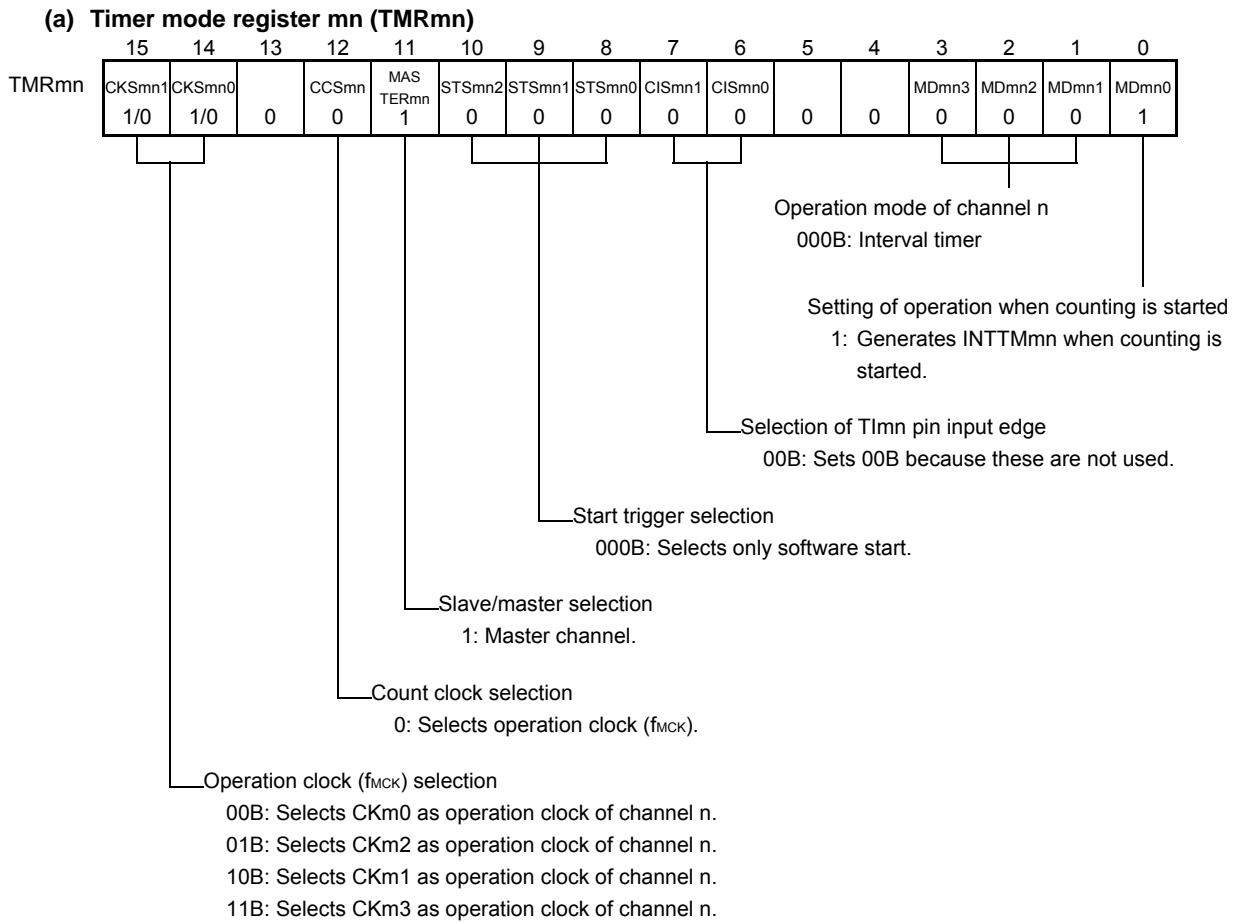 (a) Timer mode register mn (TMRmn)
15 14 13 12 11 10 9 8 7 6 5 4 3 2 1 0
TMRmn CKSmn1 CKSmn0 CCSmn MAS TERmn STSmn2 STSmn1 STSmn0 CISmn1 CISmn0 MDmn3 MDmn2 MDmn1 MDmn0
1/0 1/0 0 0 1 0 0 0 0 0 0 0 0 0 0 1
Operation mode of channel n
000B: Interval timer
Setting of operation when counting is started
1: Generates INTTMmn when counting is
started.
Selection of TImn pin input edge
00B: Sets 00B because these are not used.
Start trigger selection
000B: Selects only software start.
Slave/master selection
1: Master channel.
Count clock selection
0: Selects operation clock (fMCK).
Operation clock (fMCK) selection
00B: Selects CKm0 as operation clock of channel n.
01B: Selects CKm2 as operation clock of channel n.
10B: Selects CKm1 as operation clock of channel n.
11B: Selects CKm3 as operation clock of channel n.